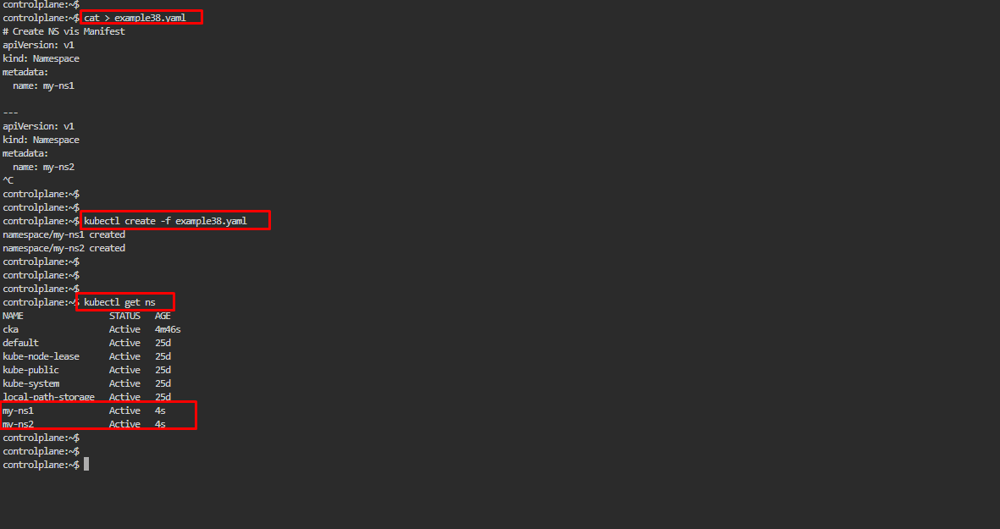 controlplane:~$
controlplane:~$ cat > example38.yaml
# Create NS vis Manifest
apiVersion: v1
kind: Namespace
metadata:
  name: my-ns1

---
apiVersion: v1
kind: Namespace
metadata:
  name: my-ns2
^C
controlplane:~$
controlplane:~$
controlplane:~$ kubectl create -f example38.yaml
namespace/my-ns1 created
namespace/my-ns2 created
controlplane:~$
controlplane:~$
controlplane:~$
controlplane:~$ kubectl get ns
NAME                 STATUS   AGE
cka                  Active   4m46s
default              Active   25d
kube-node-lease      Active   25d
kube-public          Active   25d
kube-system          Active   25d
local-path-storage   Active   25d
my-ns1               Active   4s
my-ns2               Active   4s
controlplane:~$
controlplane:~$
controlplane:~$